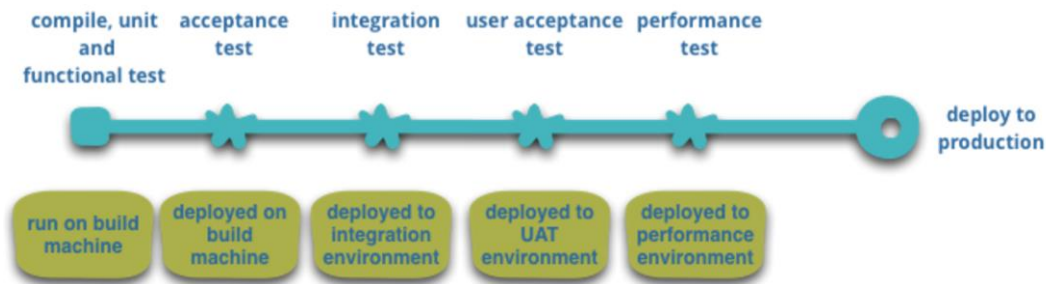 compile, unit
and
functional test
acceptance
test
integration
test
user acceptance
test
performance
test
deploy to
production
run on build
machine
deployed on
build
machine
deployed to
integration
environment
deployed to
UAT
environment
deployed to
performance
environment